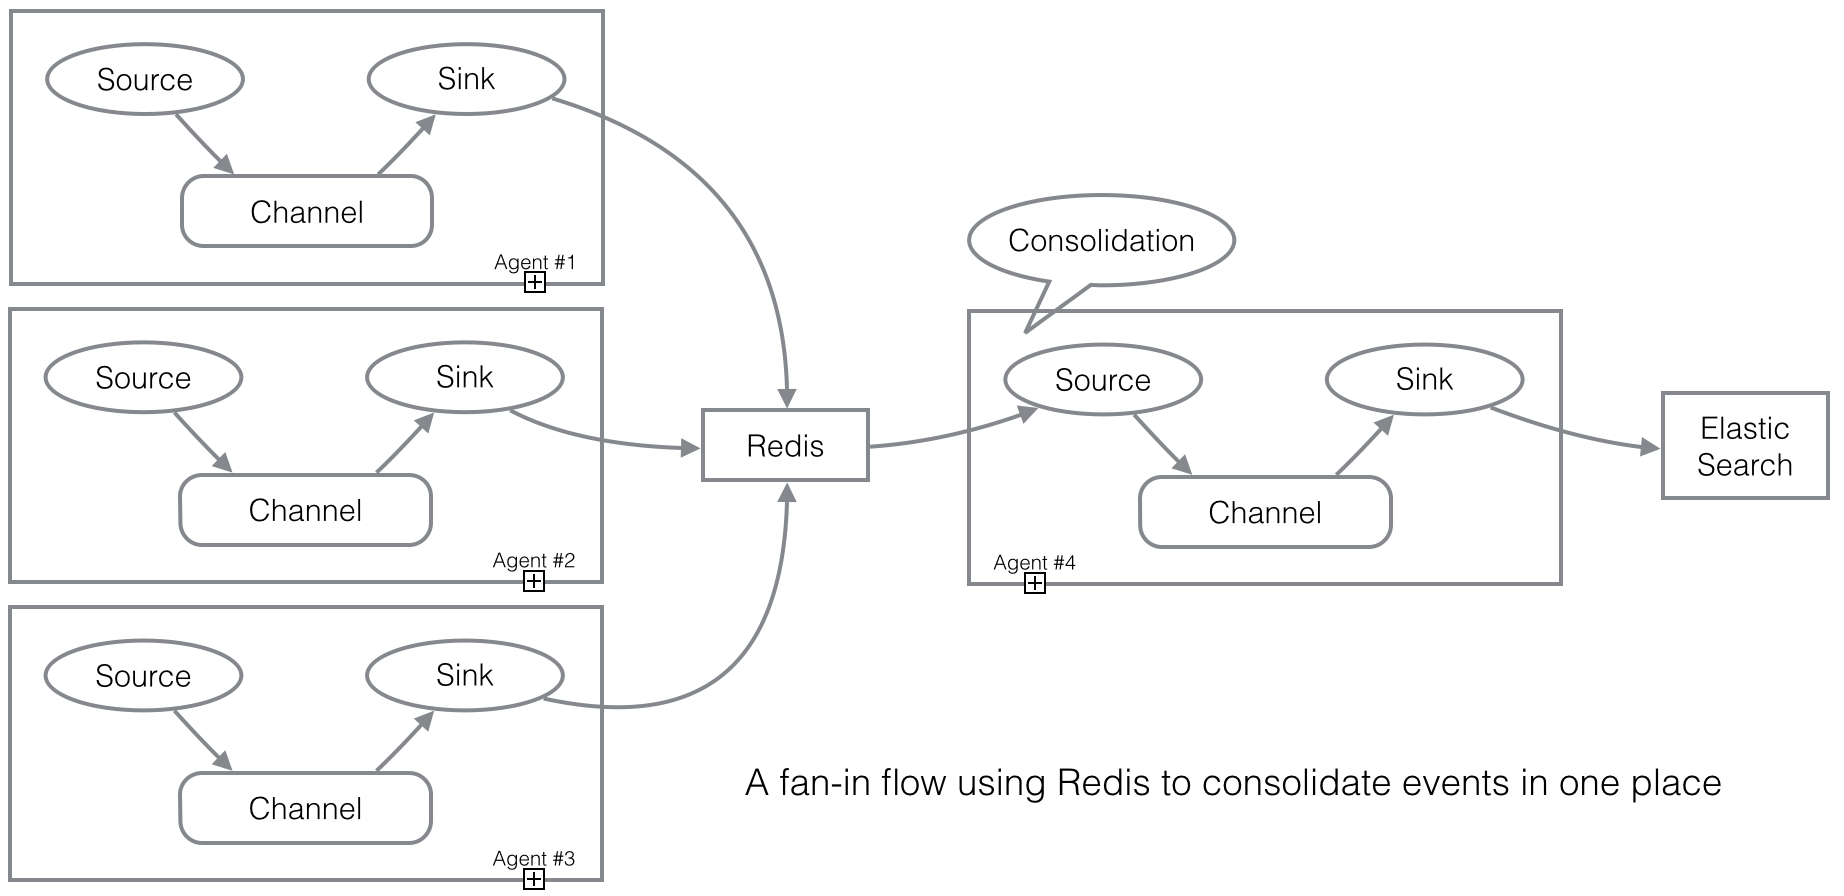 Source
Sink
Channel
Agent #1
Source
Sink
Channel
Agent #2
Source
Sink
Channel
Agent #3
Redis
Consolidation
Source
Sink
Channel
Agent #4
Elastic
Search
A fan-in flow using Redis to consolidate events in one place